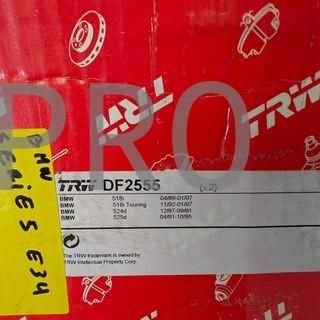 TRW
TRW
PRO
BMW
SERiES E34
TRW DF2555 (x2)
BMW 518i 04/89-01/97
BMW 518i Touring 11/92-01/97
BMW 524d 12/87-09/91
BMW 525d 04/91-10/95
The TRW trademark is owned by
TRW Intellectual Property Corp.